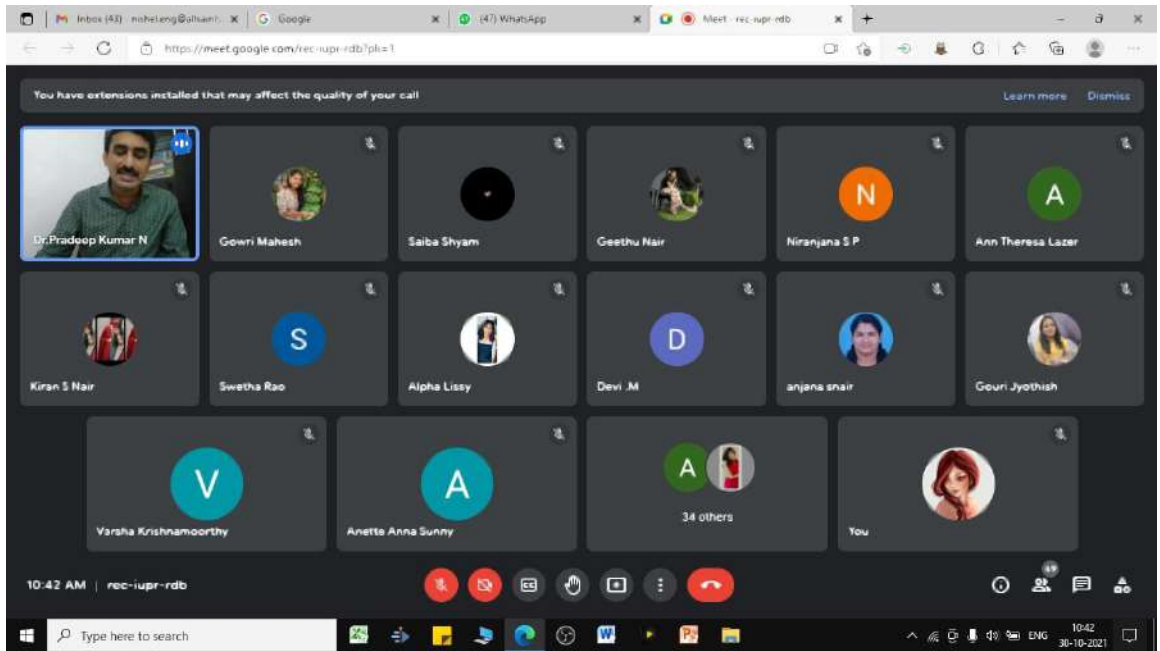 Inbox (43)
Google
(47) WhatsApp
Meet - rec-iupr-rdb
https://meet.google.com/rec-iupr-rdb?pli=1
You have extensions installed that may affect the quality of your call
Learn more
Dismiss
Dr.Pradeep Kumar N
Gowri Mahesh
Saiba Shyam
Geethu Nair
N
Niranjana S P
A
Ann Theresa Lazer
Kiran S Nair
S
Swetha Rao
Alpha Lissy
D
Devi .M
anjana snair
Gouri Jyothish
V
Varsha Krishnamoorthy
A
Anette Anna Sunny
A
34 others
You
10:42 AM | rec-iupr-rdb
CC
49
Type here to search
ENG
10:42
30-10-2021